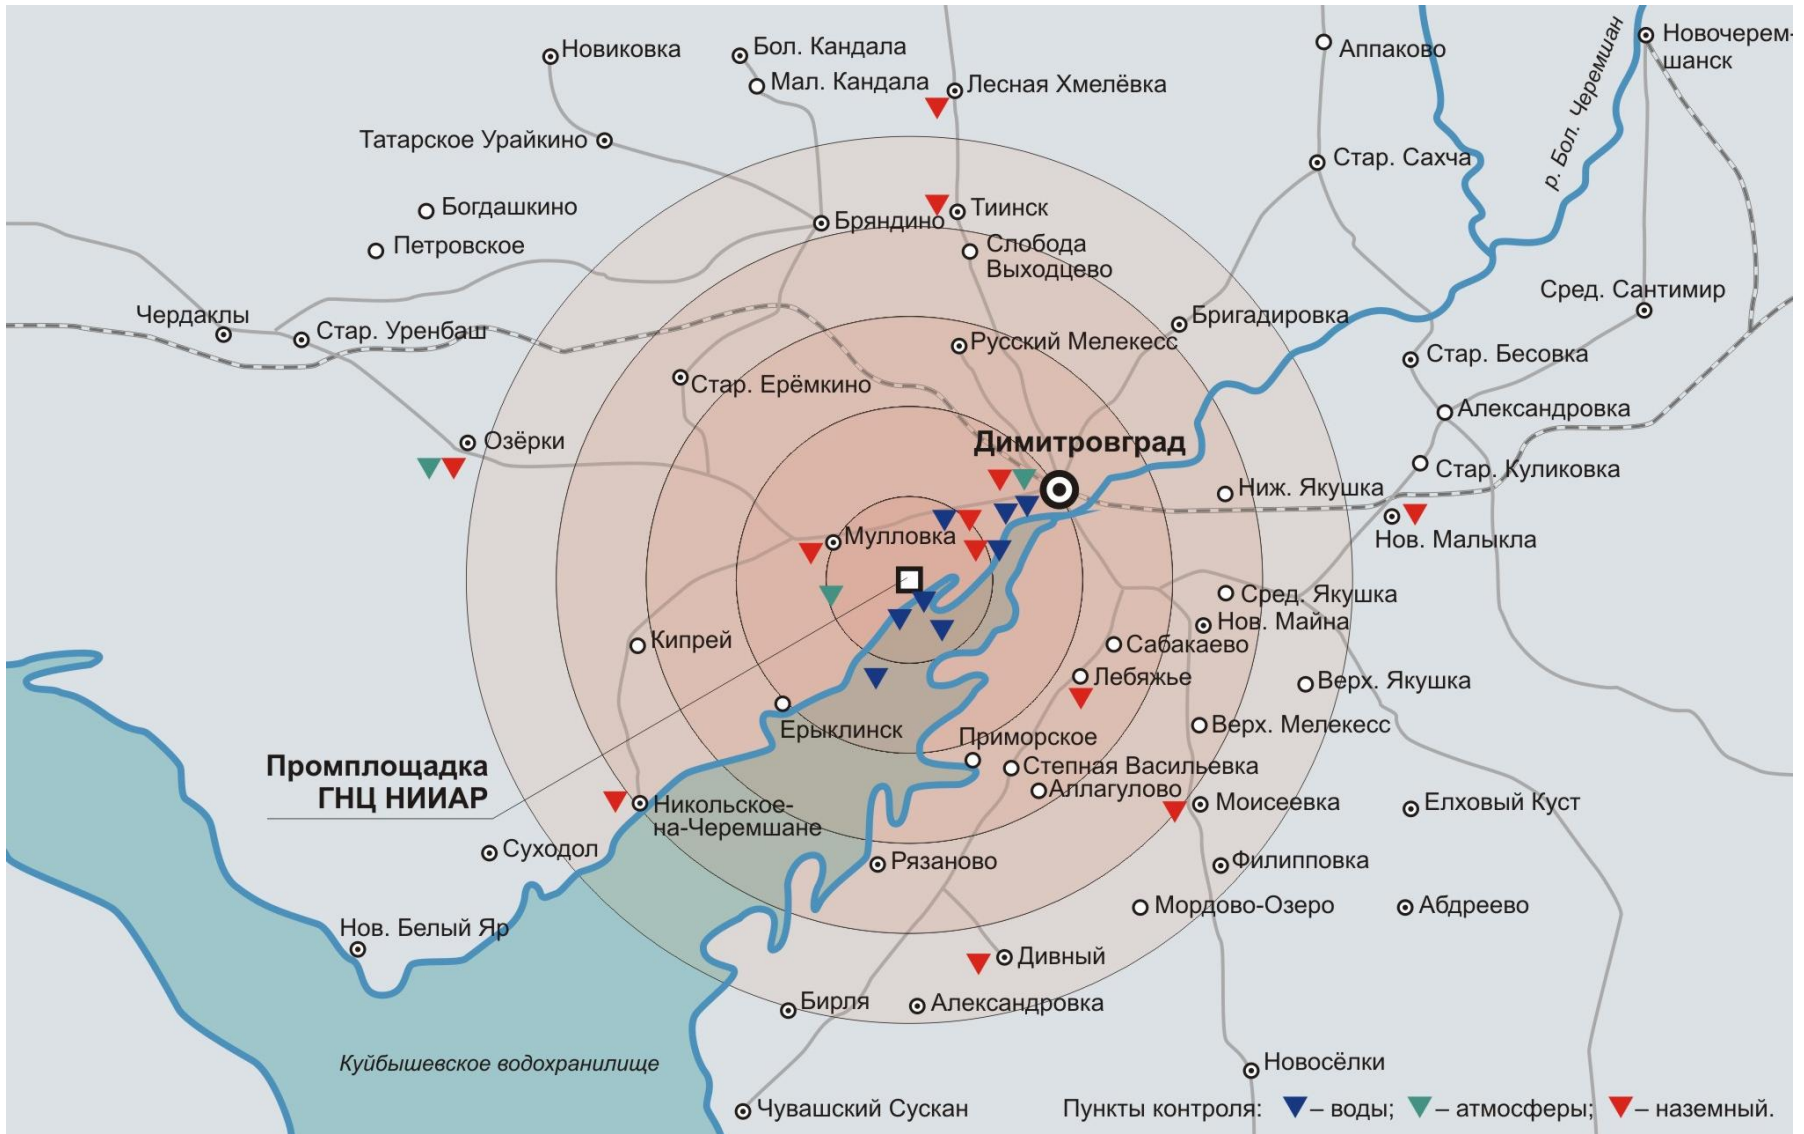 Новиковка
Бол. Кандала
Мал. Кандала
Лесная Хмелёвка
Аппаково
р. Бол. Черемшан
Новочерем-
шанск
Татарское Урайкино
Стар. Сахча
Богдашкино
Петровское
Бряндино
Тиинск
Слобода
Выходцево
Чердаклы
Стар. Уренбаш
Сред. Сантимир
Бригадировка
Русский Мелекесс
Стар. Бесовка
Стар. Ерёмкино
Александровка
Озёрки
Димитровград
Стар. Куликовка
Ниж. Якушка
Нов. Малыкла
Мулловка
Сред. Якушка
Нов. Майна
Кипрей
Сабакаево
Лебяжье
Верх. Якушка
Ерыклинск
Приморское
Верх. Мелекесс
Промплощадка
ГНЦ НИИАР
Степная Васильевка
Аллагулово
Никольское-
на-Черемшане
Моисеевка
Елховый Куст
Суходол
Рязаново
Филипповка
Мордово-Озеро
Абдреево
Нов. Белый Яр
Дивный
Бирля
Александровка
Куйбышевское водохранилище
Новосёлки
Чувашский Сускан
Пункты контроля: – воды; – атмосферы; – наземный.